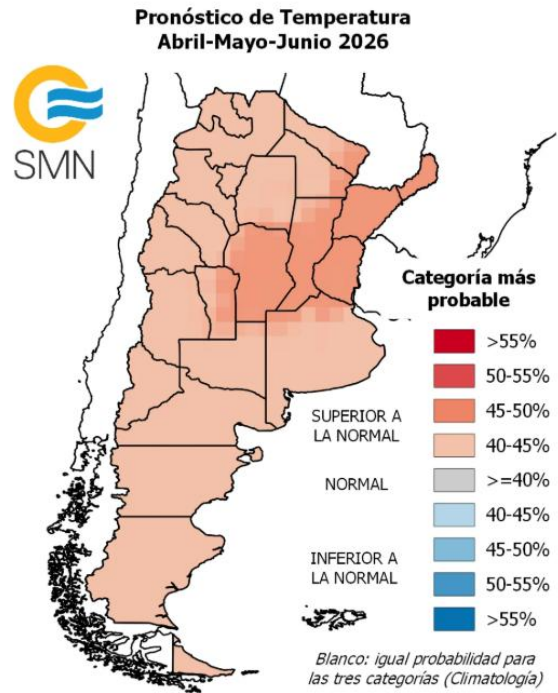 Pronóstico de Temperatura
Abril-Mayo-Junio 2026
SMN
Categoría más
probable
>55%
50-55%
45-50%
SUPERIOR A
LA NORMAL
40-45%
NORMAL
>=40%
40-45%
45-50%
INFERIOR A
LA NORMAL
50-55%
>55%
Blanco: igual probabilidad para
las tres categorías (Climatología)